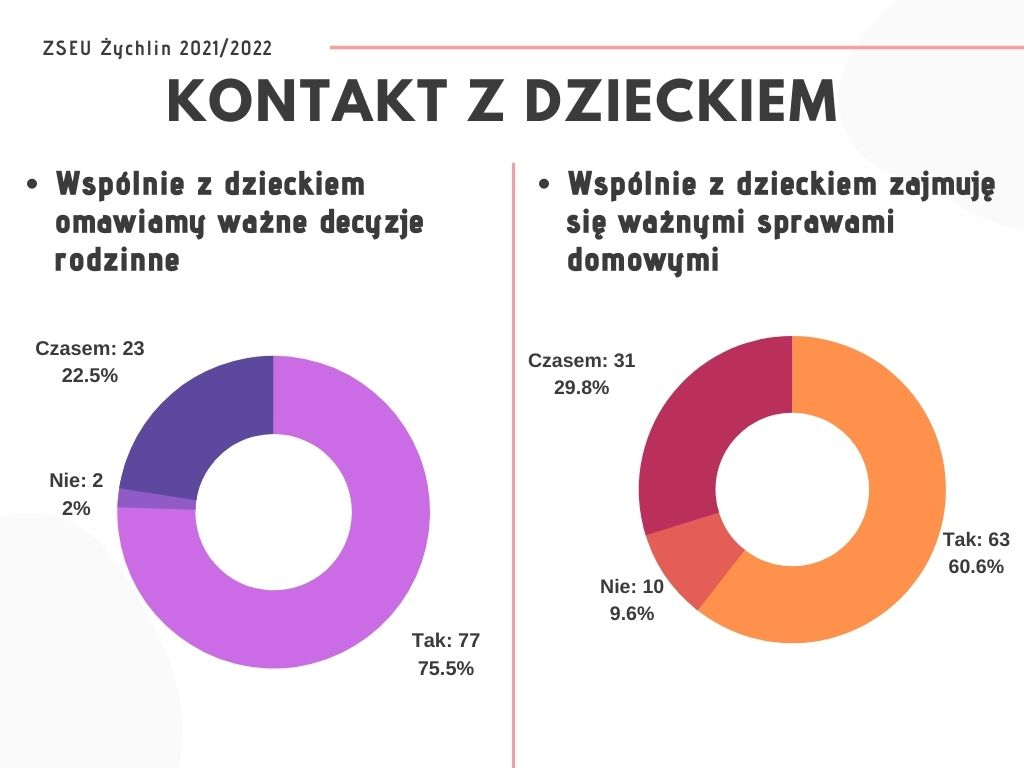 ZSEU Żychlin 2021/2022
KONTAKT Z DZIECKIEM
• Wspólnie z dzieckiem
omawiamy ważne decyzje
rodzinne
Czasem: 23
22.5%
Nie: 2
2%
Tak: 77
75.5%
• Wspólnie z dzieckiem zajmuję
się ważnymi sprawami
domowymi
Czasem: 31
29.8%
Nie: 10
9.6%
Tak: 63
60.6%